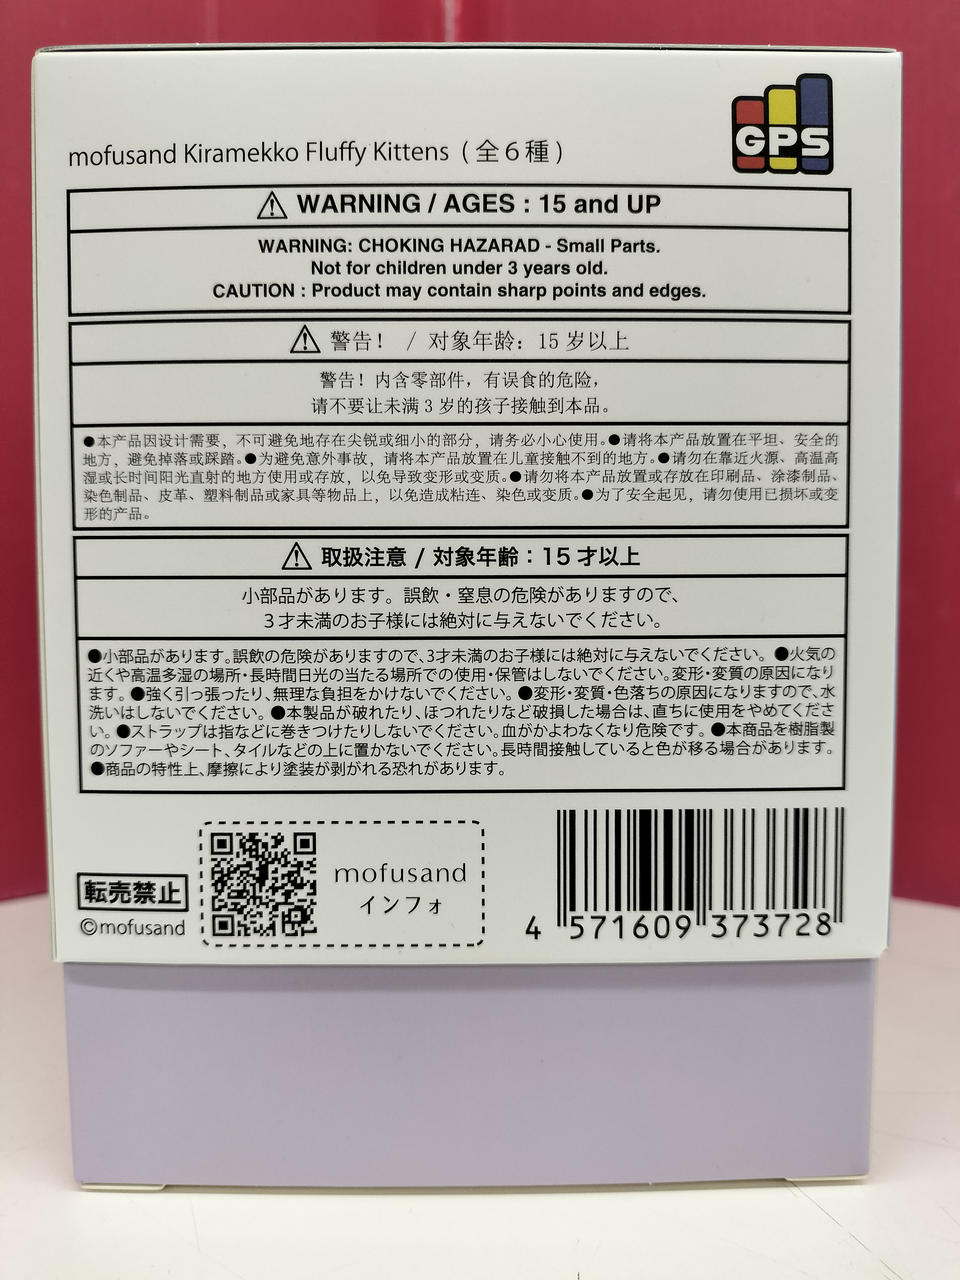 GPS
mofusand Kiramekko Fluffy Kittens (全6種)
⚠ WARNING / AGES : 15 and UP
WARNING: CHOKING HAZARAD - Small Parts.
Not for children under 3 years old.
CAUTION : Product may contain sharp points and edges.
⚠ 警告! / 对象年龄: 15 岁以上
警告! 内含零部件，有误食的危险，
请不要让未满 3 岁的孩子接触到本品。
●本产品因设计需要，不可避免地存在尖锐或细小的部分，请务必小心使用。●请将本产品放置在平坦、安全的
地方，避免掉落或踩踏。●为避免意外事故，请将本产品放置在儿童接触不到的地方。●请勿在靠近火源、高温高
湿或长时间阳光直射的地方使用或存放，以免导致变形或变质。●请勿将本产品放置或存放在印刷品、涂漆制品、
染色制品、皮革、塑料制品或家具等物品上，以免造成粘连、染色或变质。●为了安全起见，请勿使用已损坏或变
形的产品。
⚠ 取扱注意 / 対象年齢 : 15 才以上
小部品があります。誤飲・窒息の危険がありますので、
3才未満のお子様には絶対に与えないでください。
●小部品があります。誤飲の危険がありますので、3才未満のお子様には絶対に与えないでください。 ●火気の
近くや高温多湿の場所・長時間日光の当たる場所での使用・保管はしないでください。変形・変質の原因になり
ます。●強く引っ張ったり、無理な負担をかけないでください。●変形・変質・色落ちの原因になりますので、水
洗いはしないでください。●本製品が破れたり、ほつれたりなど破損した場合は、直ちに使用をやめてくださ
い。●ストラップは指などに巻きつけたりしないでください。血がかよわなくなり危険です。●本商品を樹脂製
のソファーやシート、タイルなどの上に置かないでください。長時間接触していると色が移る場合があります。
●商品の特性上、摩擦により塗装が剥がれる恐れがあります。
転売禁止
©mofusand
mofusand
インフォ
4 571609 373728